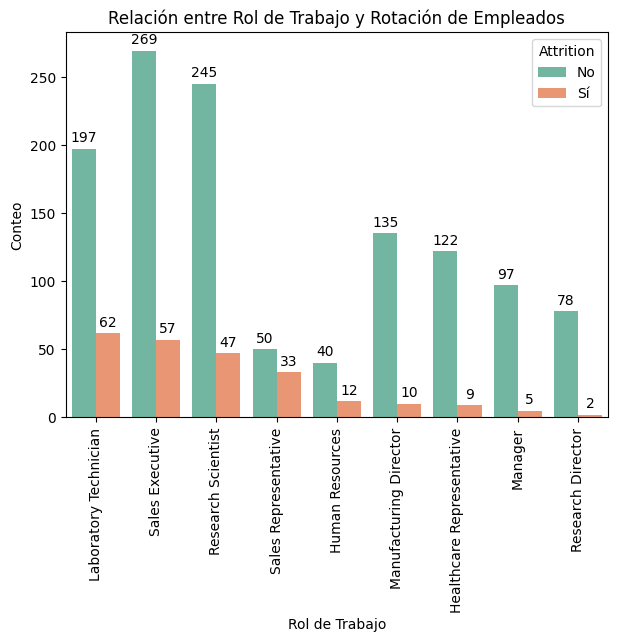 Relación entre Rol de Trabajo y Rotación de Empleados
Attrition
No
Sí
Conteo
250
200
150
100
50
0
197
62
269
57
245
47
50
33
40
12
135
10
122
9
97
5
78
2
Laboratory Technician
Sales Executive
Research Scientist
Sales Representative
Human Resources
Manufacturing Director
Healthcare Representative
Manager
Research Director
Rol de Trabajo